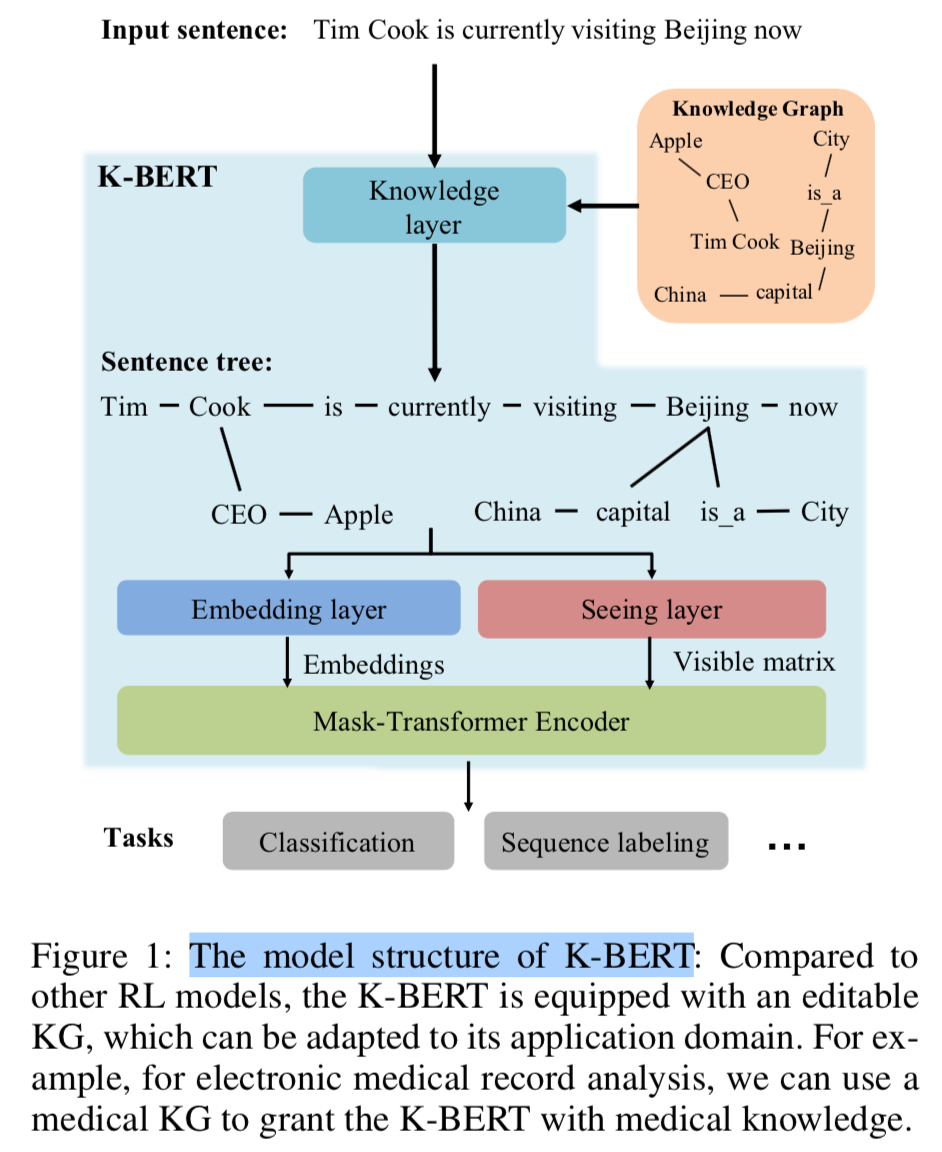 Input sentence: Tim Cook is currently visiting Beijing now
Knowledge Graph
Apple
City
CEO
is_a
Tim Cook
Beijing
China — capital
K-BERT
Knowledge
layer
Sentence tree:
Tim — Cook — is — currently — visiting — Beijing — now
CEO — Apple
China — capital
is_a — City
Embedding layer
Seeing layer
Embeddings
Visible matrix
Mask-Transformer Encoder
Tasks
Classification
Sequence labeling
...
Figure 1: The model structure of K-BERT: Compared to
other RL models, the K-BERT is equipped with an editable
KG, which can be adapted to its application domain. For ex-
ample, for electronic medical record analysis, we can use a
medical KG to grant the K-BERT with medical knowledge.